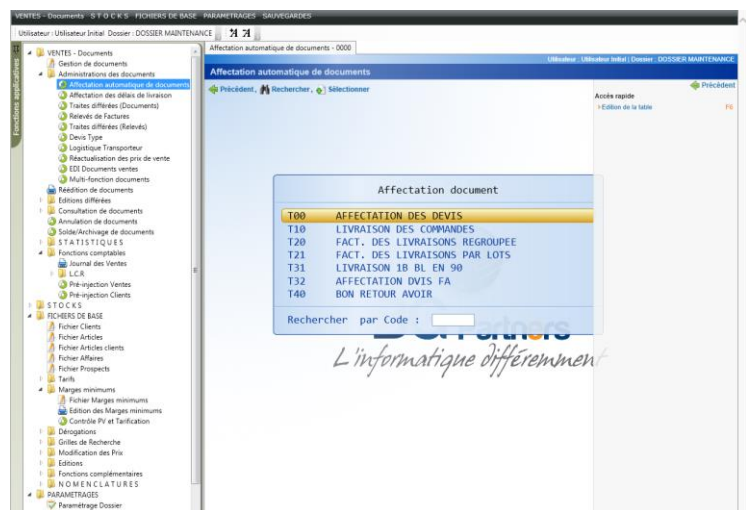 VENTES - Documents S T O C K S FICHIERS DE BASE PARAMETRAGES SAUVEGARDES
Utilisateur : Utilisateur Initial Dossier : DOSSIER MAINTENANCE
Fonctions applicatives
VENTES - Documents
Gestion de documents
Administrations des documents
Affectation automatique de documents
Affectation des délais de livraison
Traites différées (Documents)
Relevés de Factures
Traites différées (Relevés)
Devis Type
Logistique Transporteur
Réactualisation des prix de vente
EDI Documents ventes
Multi-fonction documents
Réédition de documents
Editions différées
Consultation de documents
Annulation de documents
Solde/Archivage de documents
S T A T I S T I Q U E S
Fonctions comptables
Journal des Ventes
L.C.R
Pré-injection Ventes
Pré-injection Clients
S T O C K S
FICHIERS DE BASE
Fichier Clients
Fichier Articles
Fichier Articles clients
Fichier Affaires
Fichier Prospects
Tarifs
Marges minimums
Fichier Marges minimums
Edition des Marges minimums
Contrôle PV et Tarification
Dérogations
Grilles de Recherche
Modification des Prix
Editions
Fonctions complémentaires
N O M E N C L A T U R E S
PARAMETRAGES
Paramétrage Dossier
Affectation automatique de documents - 0000
Utilisateur : Utilisateur Initial | Dossier : DOSSIER MAINTENANCE
Affectation automatique de documents
Précédent, Rechercher, Sélectionner
Précédent
Accès rapide
Edition de la table F6
Affectation document
T00 AFFECTATION DES DEVIS
T10 LIVRAISON DES COMMANDES
T20 FACT. DES LIVRAISONS REGROUPEE
T21 FACT. DES LIVRAISONS PAR LOTS
T31 LIVRAISON 1B BL EN 90
T32 AFFECTATION DVIS FA
T40 BON RETOUR AVOIR
Rechercher par Code :
Partners
L'informatique différemment